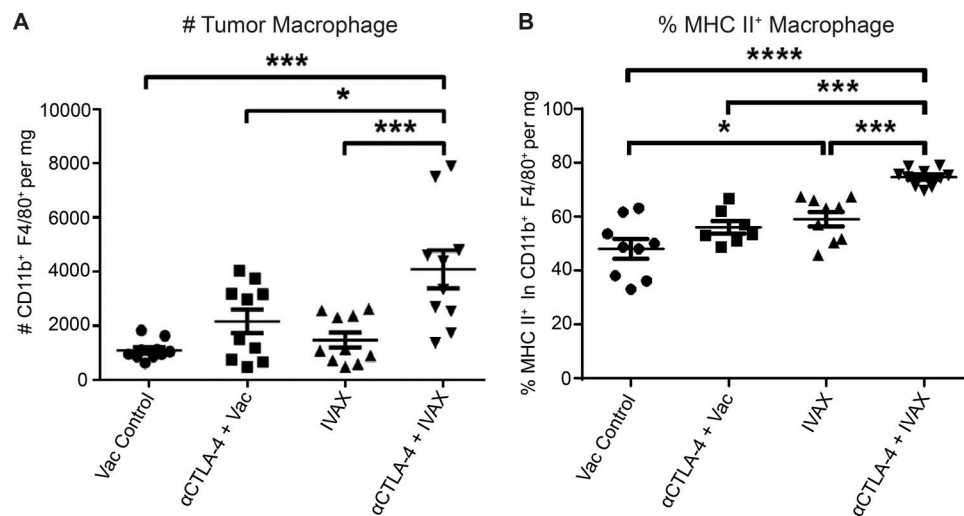 A
# Tumor Macrophage
***
*
***
# CD11b⁺ F4/80⁺ per mg
10000
8000
6000
4000
2000
0
Vac Control
αCTLA-4 + Vac
IVAX
αCTLA-4 + IVAX
B
% MHC II⁺ Macrophage
****
***
*
***
% MHC II⁺ In CD11b⁺ F4/80⁺ per mg
100
80
60
40
20
0
Vac Control
αCTLA-4 + Vac
IVAX
αCTLA-4 + IVAX